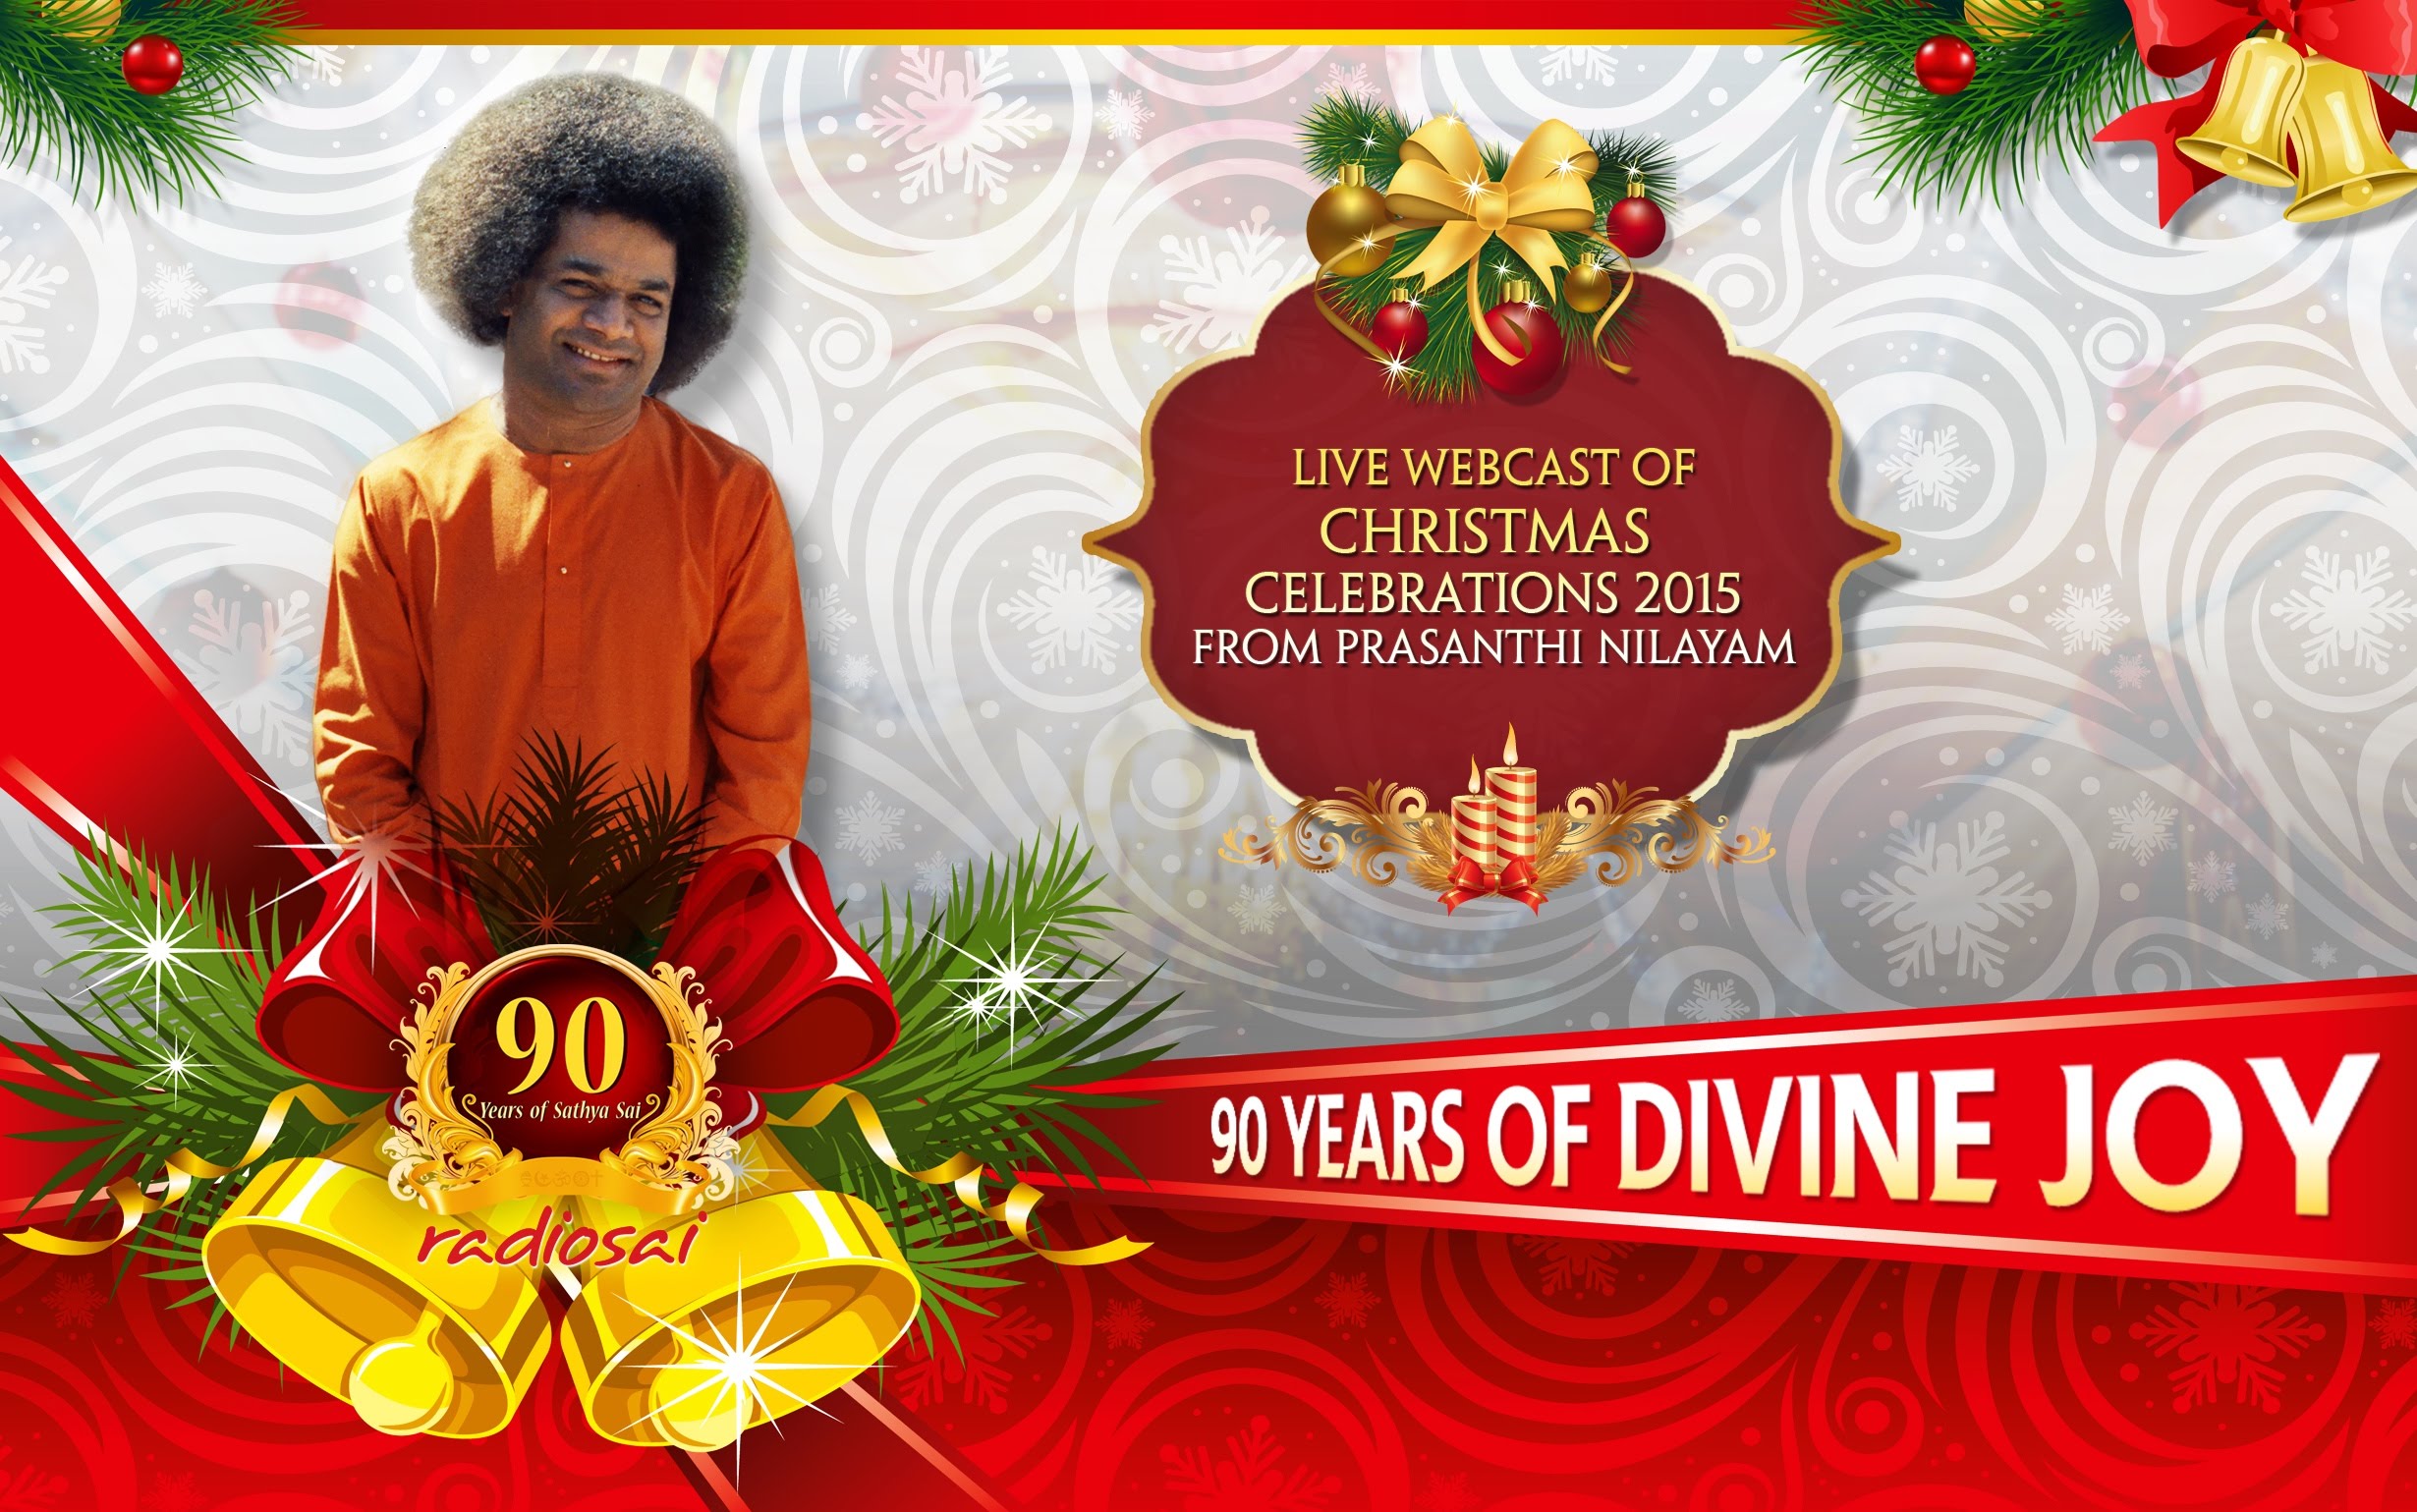 LIVE WEBCAST OF
CHRISTMAS
CELEBRATIONS 2015
FROM PRASANTHI NILAYAM
90
Years of Sathya Sai
radiosai
90 YEARS OF DIVINE JOY